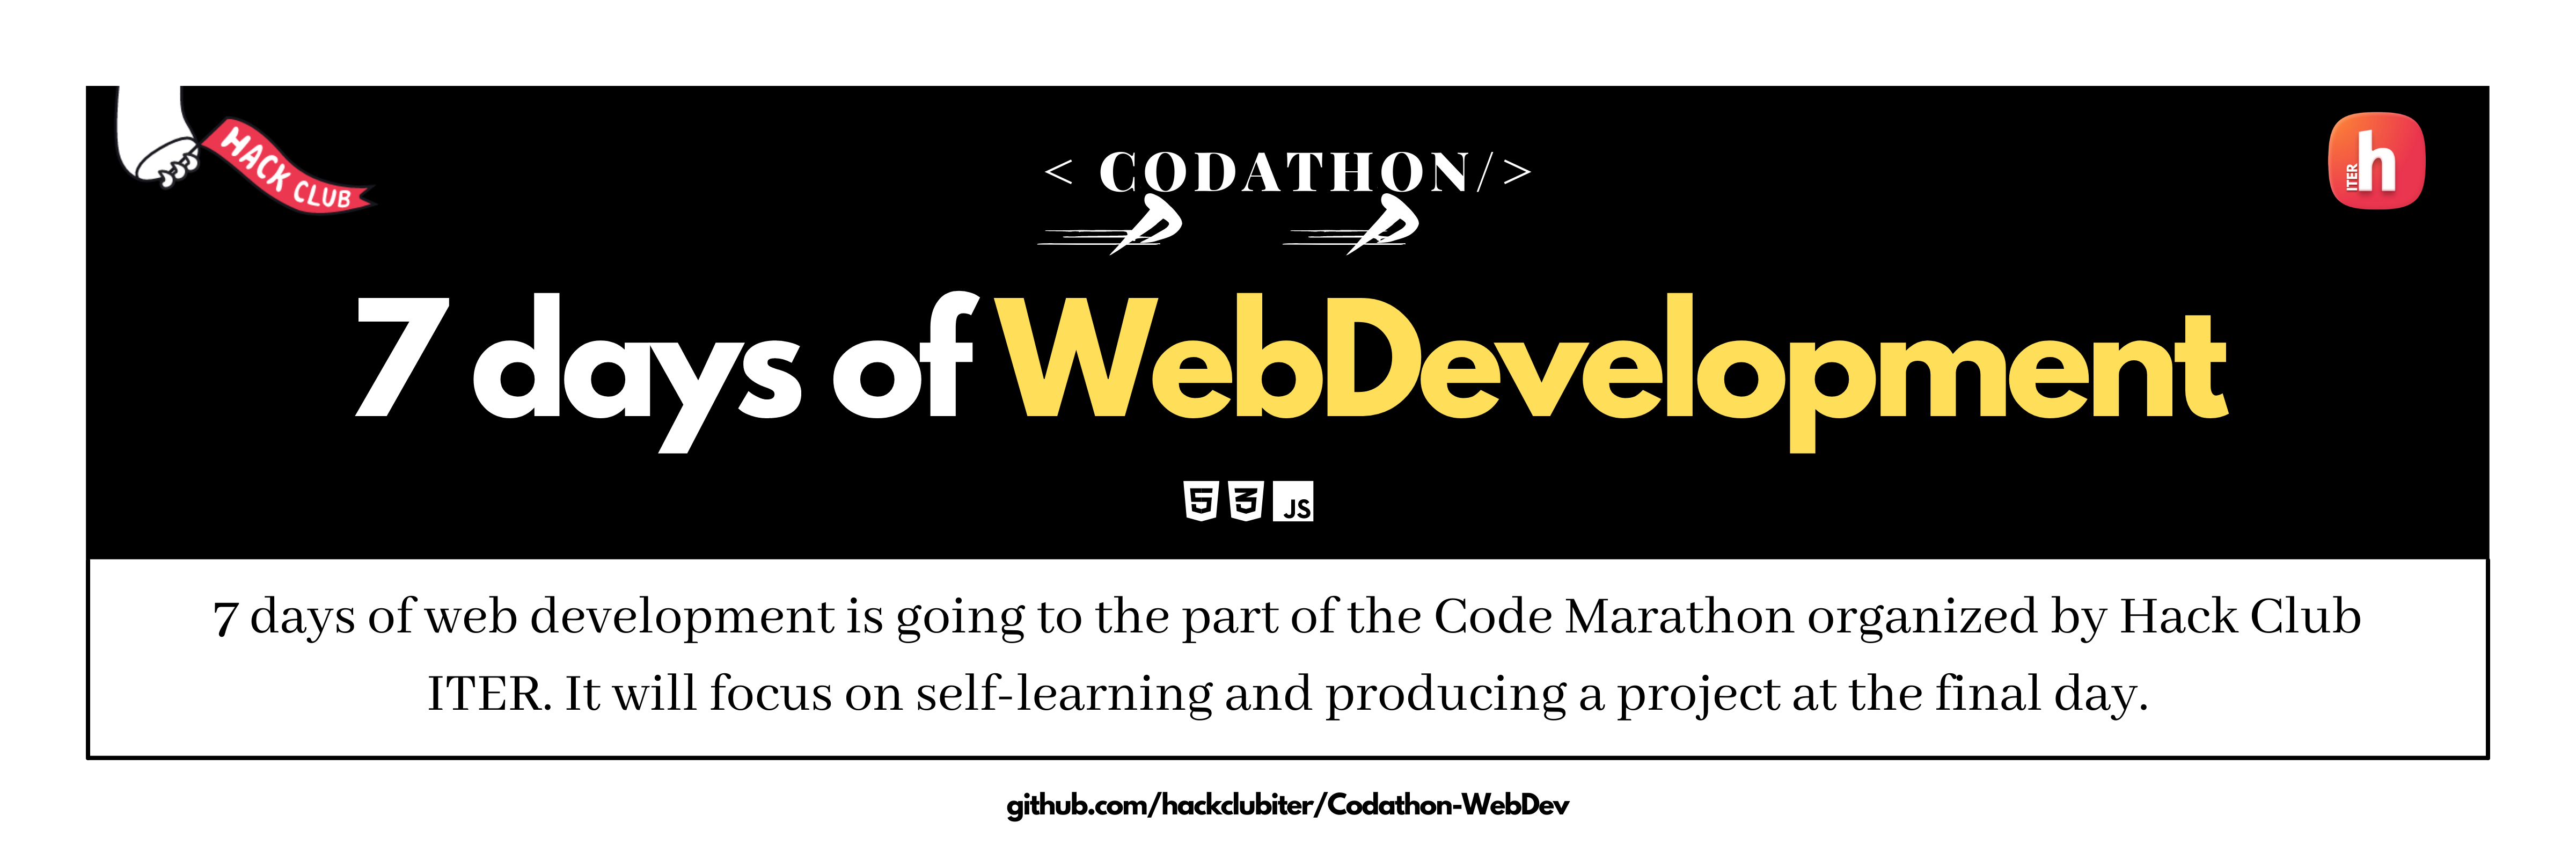 HACK CLUB
< CODATHON/>
ITER h
7 days of WebDevelopment
5 3 JS
7 days of web development is going to the part of the Code Marathon organized by Hack Club
ITER. It will focus on self-learning and producing a project at the final day.
github.com/hackclubiter/Codathon-WebDev